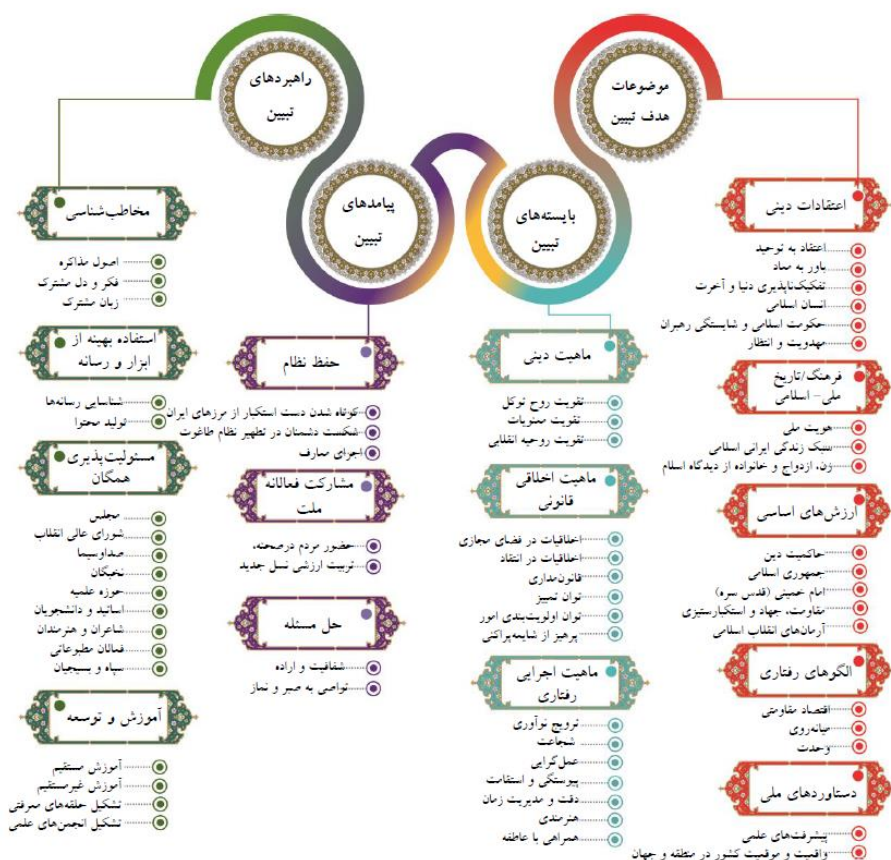 موضوعات
هدف تبیین
اعتقادات دینی
اعتقاد به توحید
باور به معاد
تفکیک‌ناپذیری دنیا و آخرت
انسان اسلامی
حکومت اسلامی و شایستگی رهبران
مهدویت و انتظار
فرهنگ/تاریخ
ملی- اسلامی
هویت ملی
سبک زندگی ایرانی اسلامی
زن، ازدواج و خانواده از دیدگاه اسلام
ارزش‌های اساسی
حاکمیت دین
جمهوری اسلامی
امام خمینی (قدس سره)
مقاومت، جهاد و استکبارستیزی
آرمان‌های انقلاب اسلامی
الگوهای رفتاری
اقتصاد مقاومتی
میانه‌روی
وحدت
دستاوردهای ملی
پیشرفت‌های علمی
واقعیت و موقعیت کشور در منطقه و جهان
بایسته‌های
تبیین
ماهیت دینی
تقویت روح توکل
تقویت معنویات
تقویت روحیه انقلابی
ماهیت اخلاقی
قانونی
اخلاقیات در فضای مجازی
اخلاقیات در انتقاد
قانون‌مداری
توان تمییز
توان اولویت‌بندی امور
پرهیز از شایعه‌پراکنی
ماهیت اجرایی
رفتاری
ترویج نوآوری
شجاعت
عمل‌گرایی
پیوستگی و استقامت
دقت و مدیریت زمان
هنرمندی
همراهی با عاطفه
پیامدهای
تبیین
حفظ نظام
کوتاه شدن دست استکبار از مرزهای ایران
شکست دشمنان در تطهیر نظام طاغوت
اجرای معارف
مشارکت فعالانه
ملت
حضور مردم درصحنه،
تربیت ارزشی نسل جدید
حل مسئله
شفافیت و اراده
تواصی به صبر و نماز
راهبردهای
تبیین
مخاطب‌شناسی
اصول مذاکره
فکر و دل مشترک
زبان مشترک
استفاده بهینه از
ابزار و رسانه
شناسایی رسانه‌ها
تولید محتوا
مسئولیت‌پذیری
همگان
مجلس
شورای عالی انقلاب
صداوسیما
نخبگان
حوزه علمیه
اساتید و دانشجویان
شاعران و هنرمندان
فعالان مطبوعاتی
سپاه و بسیجیان
آموزش و توسعه
آموزش مستقیم
آموزش غیرمستقیم
تشکیل حلقه‌های معرفتی
تشکیل انجمن‌های علمی